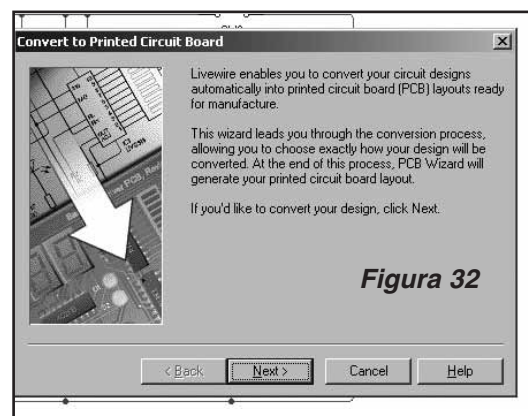 Convert to Printed Circuit Board
Livewire enables you to convert your circuit designs
automatically into printed circuit board (PCB) layouts ready
for manufacture.
This wizard leads you through the conversion process,
allowing you to choose exactly how your design will be
converted. At the end of this process, PCB Wizard will
generate your printed circuit board layout.
If you'd like to convert your design, click Next.
Figura 32
< Back
Next >
Cancel
Help